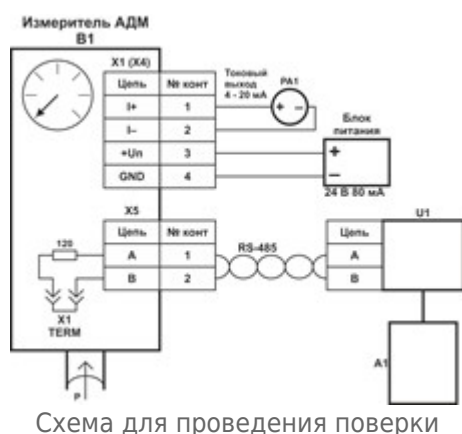 Измеритель АДМ
B1
X1 (X4)
Цепь № конт
I+ 1
I– 2
+Un 3
GND 4
Токовый
выход
4 - 20 мА
PA1
+ –
Блок
питания
+
–
24 В 80 мА
X5
Цепь № конт
A 1
B 2
RS-485
Цепь
A
B
U1
120
X1
TERM
A1
P
Схема для проведения поверки